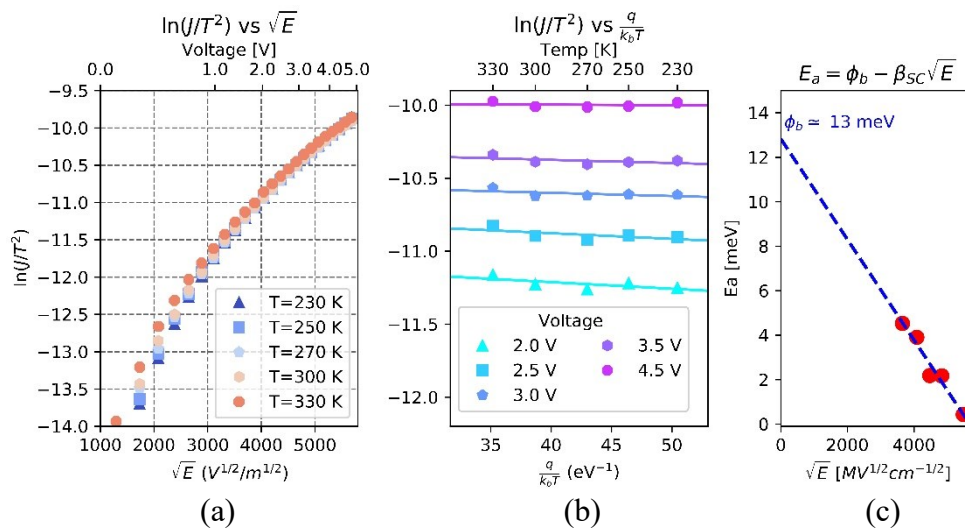 ln(J/T²) vs √E
Voltage [V]
0.0 1.0 2.0 3.0 4.0 5.0
−9.5
−10.0
−10.5
−11.0
−11.5
−12.0
−12.5
−13.0
−13.5
−14.0
ln(J/T²)
T=230 K
T=250 K
T=270 K
T=300 K
T=330 K
1000 2000 3000 4000 5000
√E (V^1/2/m^1/2)
(a)
ln(J/T²) vs q/k_bT
Temp [K]
330 300 270 250 230
−10.0
−10.5
−11.0
−11.5
−12.0
Voltage
2.0 V 3.5 V
2.5 V 4.5 V
3.0 V
35 40 45 50
q/k_bT (eV⁻¹)
(b)
E_a = ϕ_b − β_SC√E
14
12
10
8
6
4
2
0
Ea [meV]
ϕ_b ≃ 13 meV
0 2000 4000
√E [MV^1/2cm^−1/2]
(c)